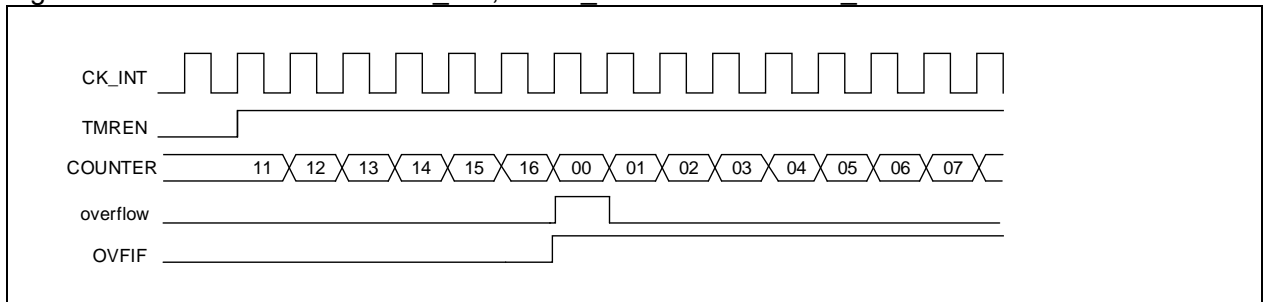 CK_INT
TMREN
COUNTER 11 12 13 14 15 16 00 01 02 03 04 05 06 07
overflow
OVFIF